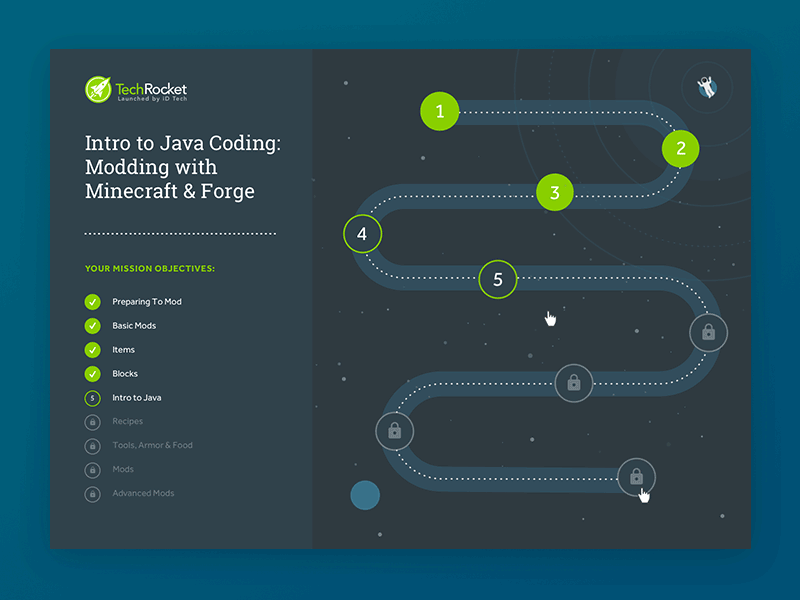 TechRocket
Launched by iD Tech
Intro to Java Coding:
Modding with
Minecraft & Forge
YOUR MISSION OBJECTIVES:
Preparing To Mod
Basic Mods
Items
Blocks
5 Intro to Java
Recipes
Tools, Armor & Food
Mods
Advanced Mods
1
2
3
4
5